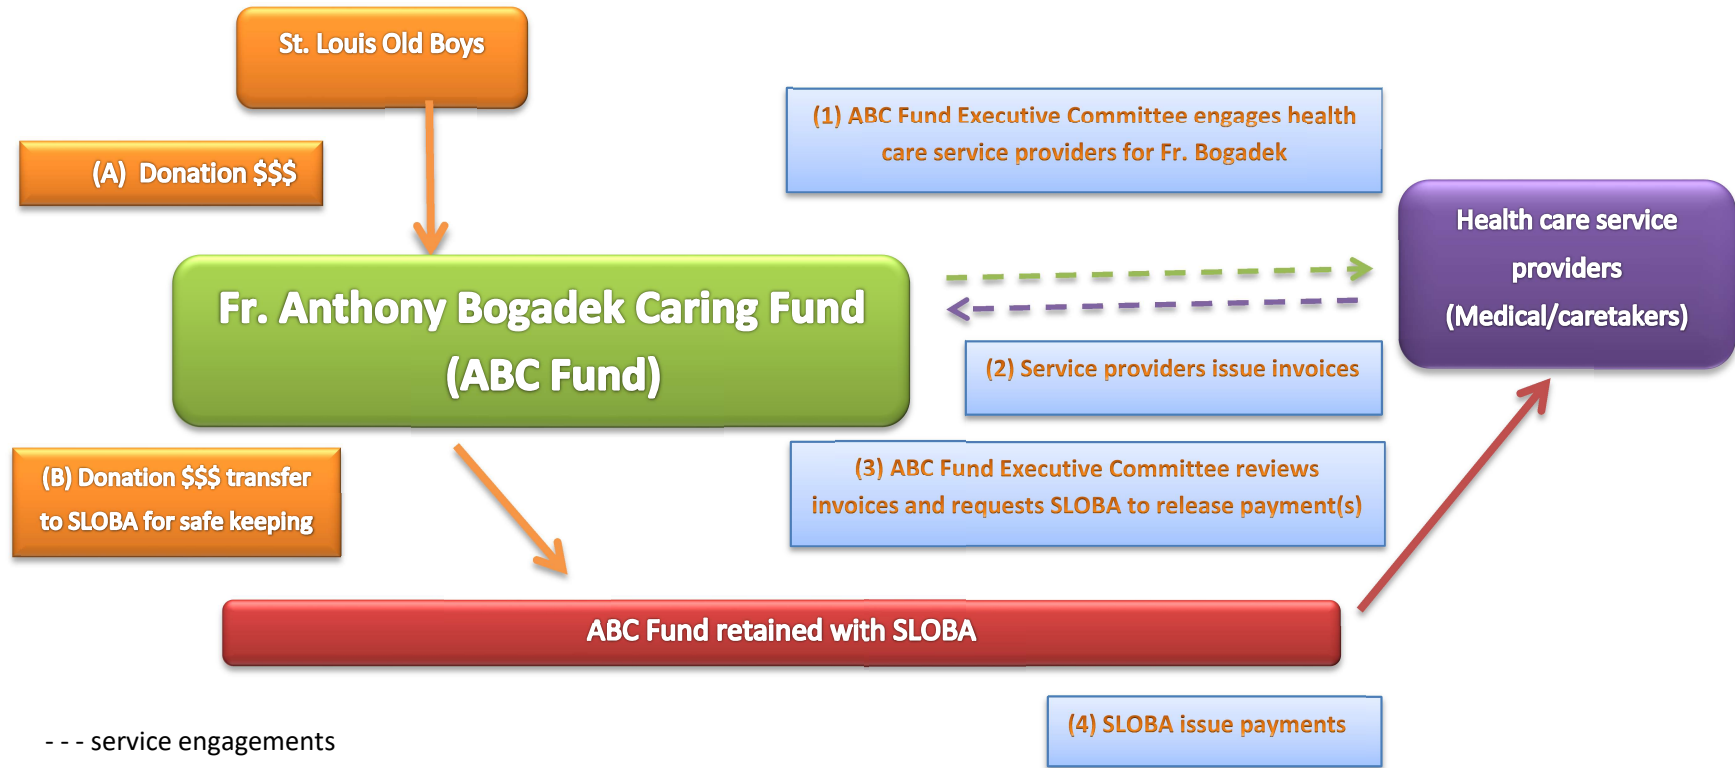 St. Louis Old Boys
(A) Donation $$$
(1) ABC Fund Executive Committee engages health
care service providers for Fr. Bogadek
Health care service
providers
(Medical/caretakers)
Fr. Anthony Bogadek Caring Fund
(ABC Fund)
(2) Service providers issue invoices
(B) Donation $$$ transfer
to SLOBA for safe keeping
(3) ABC Fund Executive Committee reviews
invoices and requests SLOBA to release payment(s)
ABC Fund retained with SLOBA
(4) SLOBA issue payments
- - - service engagements